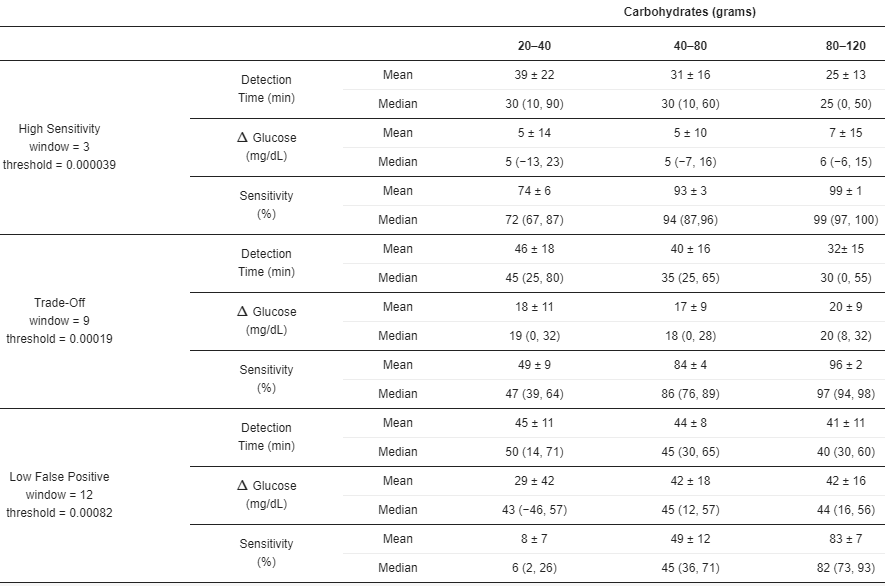 Carbohydrates (grams)
20–40 40–80 80–120
High Sensitivity
window = 3
threshold = 0.000039
Detection
Time (min)
Mean 39 ± 22 31 ± 16 25 ± 13
Median 30 (10, 90) 30 (10, 60) 25 (0, 50)
Δ Glucose
(mg/dL)
Mean 5 ± 14 5 ± 10 7 ± 15
Median 5 (−13, 23) 5 (−7, 16) 6 (−6, 15)
Sensitivity
(%)
Mean 74 ± 6 93 ± 3 99 ± 1
Median 72 (67, 87) 94 (87,96) 99 (97, 100)
Trade-Off
window = 9
threshold = 0.00019
Detection
Time (min)
Mean 46 ± 18 40 ± 16 32± 15
Median 45 (25, 80) 35 (25, 65) 30 (0, 55)
Δ Glucose
(mg/dL)
Mean 18 ± 11 17 ± 9 20 ± 9
Median 19 (0, 32) 18 (0, 28) 20 (8, 32)
Sensitivity
(%)
Mean 49 ± 9 84 ± 4 96 ± 2
Median 47 (39, 64) 86 (76, 89) 97 (94, 98)
Low False Positive
window = 12
threshold = 0.00082
Detection
Time (min)
Mean 45 ± 11 44 ± 8 41 ± 11
Median 50 (14, 71) 45 (30, 65) 40 (30, 60)
Δ Glucose
(mg/dL)
Mean 29 ± 42 42 ± 18 42 ± 16
Median 43 (−46, 57) 45 (12, 57) 44 (16, 56)
Sensitivity
(%)
Mean 8 ± 7 49 ± 12 83 ± 7
Median 6 (2, 26) 45 (36, 71) 82 (73, 93)